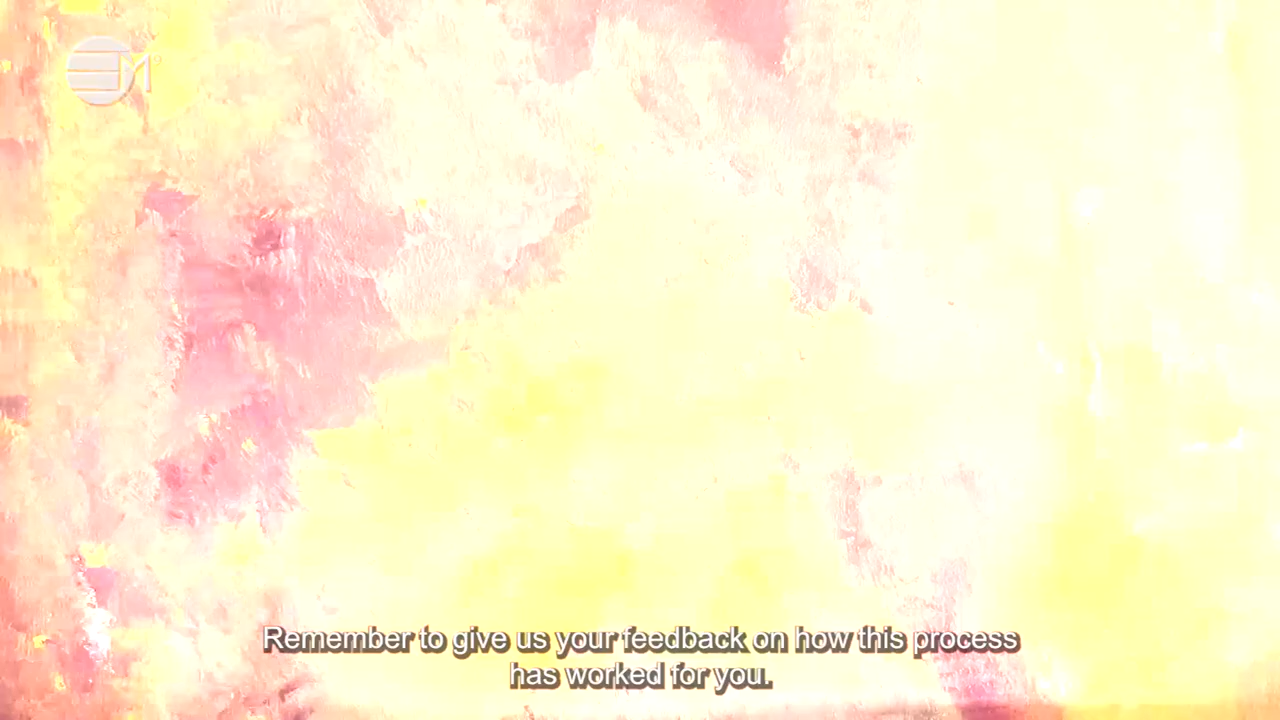 M
Remember to give us your feedback on how this process
has worked for you.